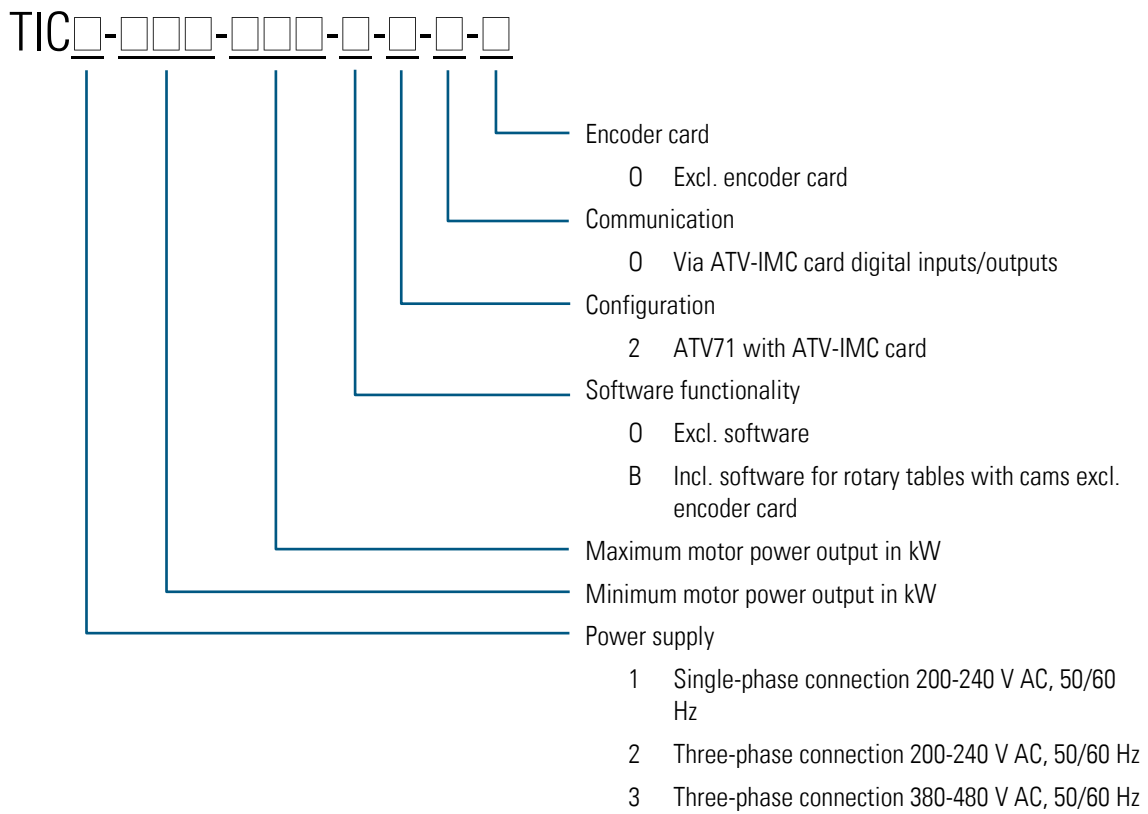 TIC□-□□□-□□□-□-□-□-□
Encoder card
0 Excl. encoder card
Communication
0 Via ATV-IMC card digital inputs/outputs
Configuration
2 ATV71 with ATV-IMC card
Software functionality
0 Excl. software
B Incl. software for rotary tables with cams excl.
encoder card
Maximum motor power output in kW
Minimum motor power output in kW
Power supply
1 Single-phase connection 200-240 V AC, 50/60
Hz
2 Three-phase connection 200-240 V AC, 50/60 Hz
3 Three-phase connection 380-480 V AC, 50/60 Hz